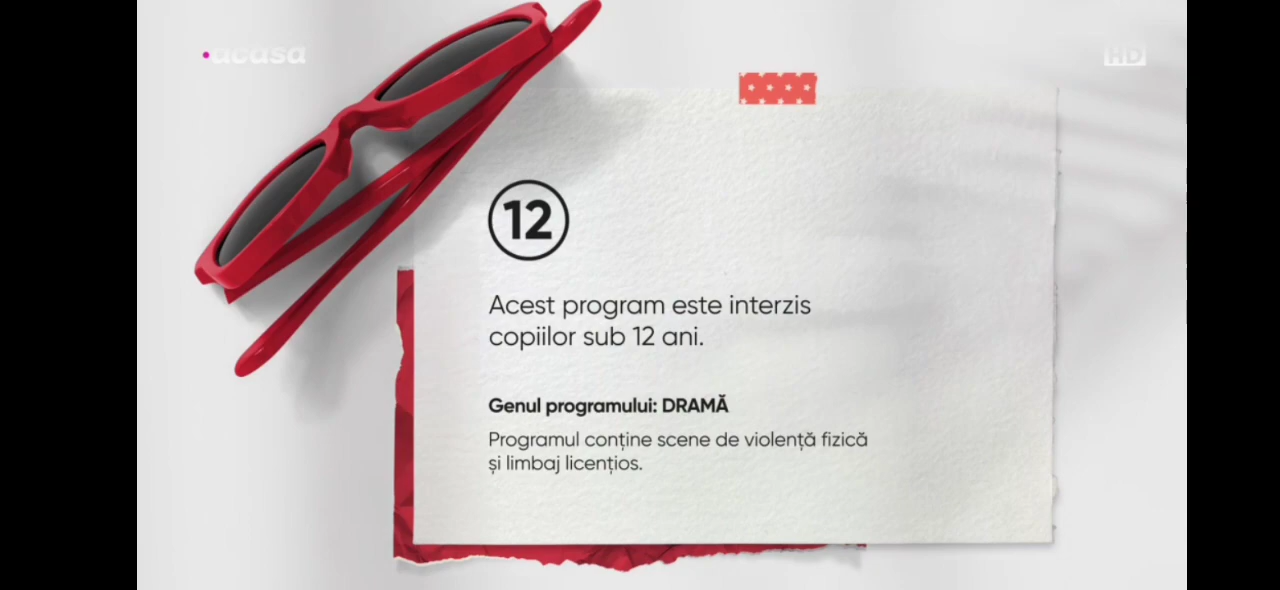 acasa
HD
12
Acest program este interzis
copiilor sub 12 ani.
Genul programului: DRAMĂ
Programul conține scene de violență fizică
și limbaj licențios.